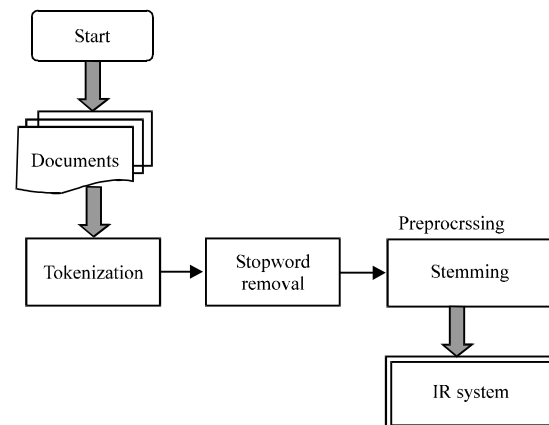 Start
Documents
Preprocrssing
Tokenization
Stopword
removal
Stemming
IR system